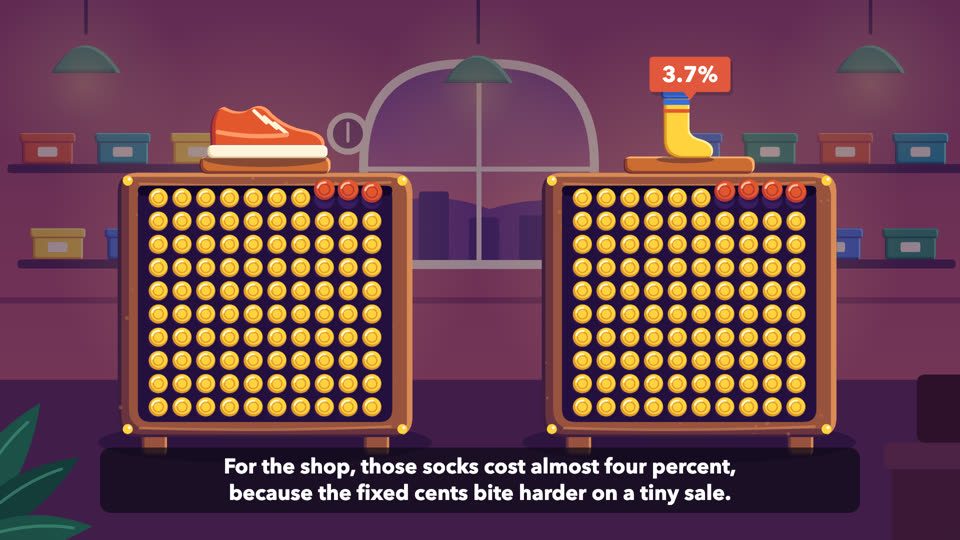 3.7%
For the shop, those socks cost almost four percent,
because the fixed cents bite harder on a tiny sale.